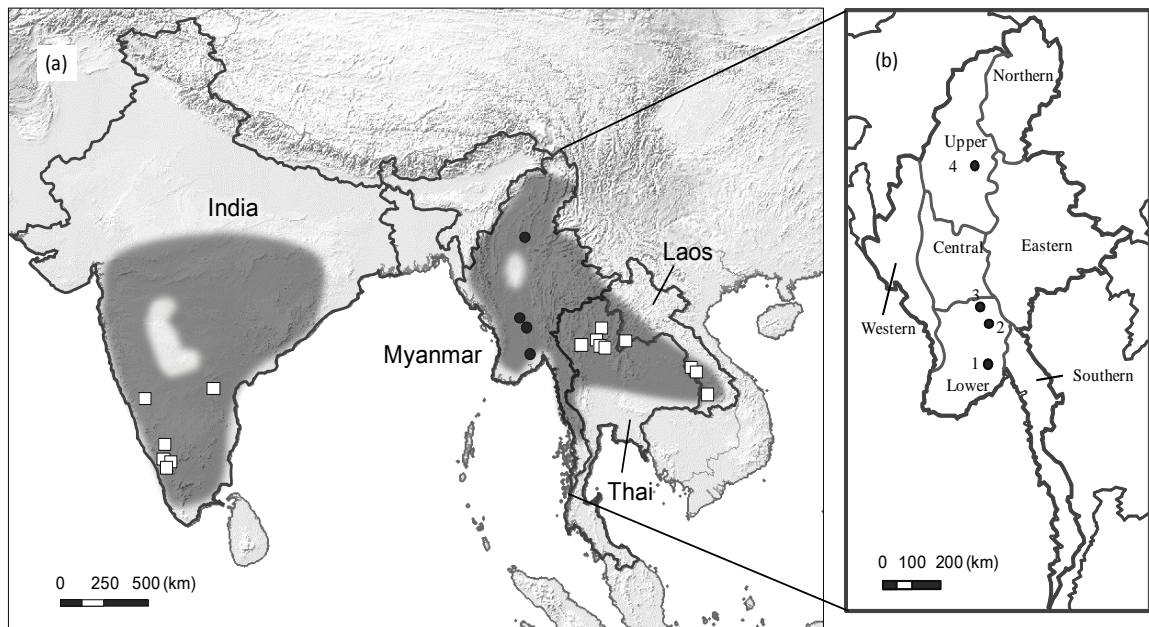 (a)
India
Laos
Myanmar
Thai
0 250 500 (km)
(b)
Northern
Upper
4
Central
Eastern
3
Western
2
1
Lower
Southern
0 100 200 (km)